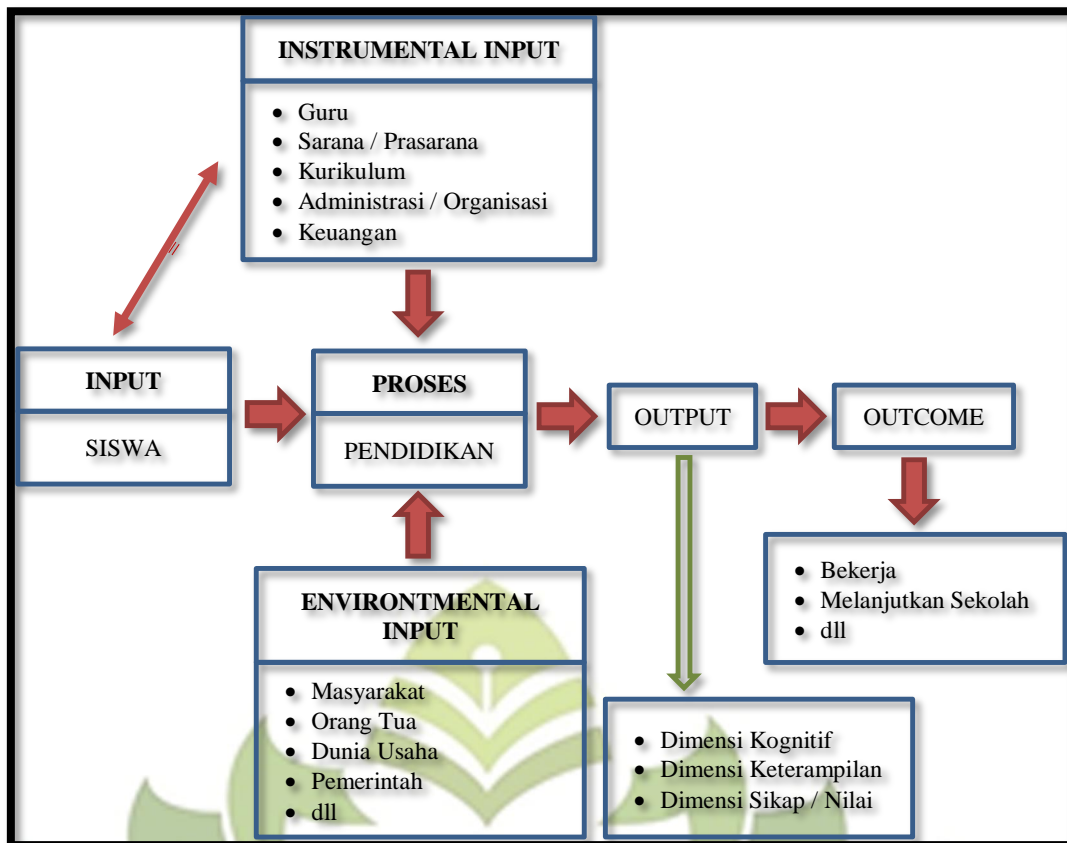 INSTRUMENTAL INPUT
• Guru
• Sarana / Prasarana
• Kurikulum
• Administrasi / Organisasi
• Keuangan
INPUT
SISWA
PROSES
PENDIDIKAN
OUTPUT
OUTCOME
ENVIRONTMENTAL
INPUT
• Masyarakat
• Orang Tua
• Dunia Usaha
• Pemerintah
• dll
• Bekerja
• Melanjutkan Sekolah
• dll
• Dimensi Kognitif
• Dimensi Keterampilan
• Dimensi Sikap / Nilai